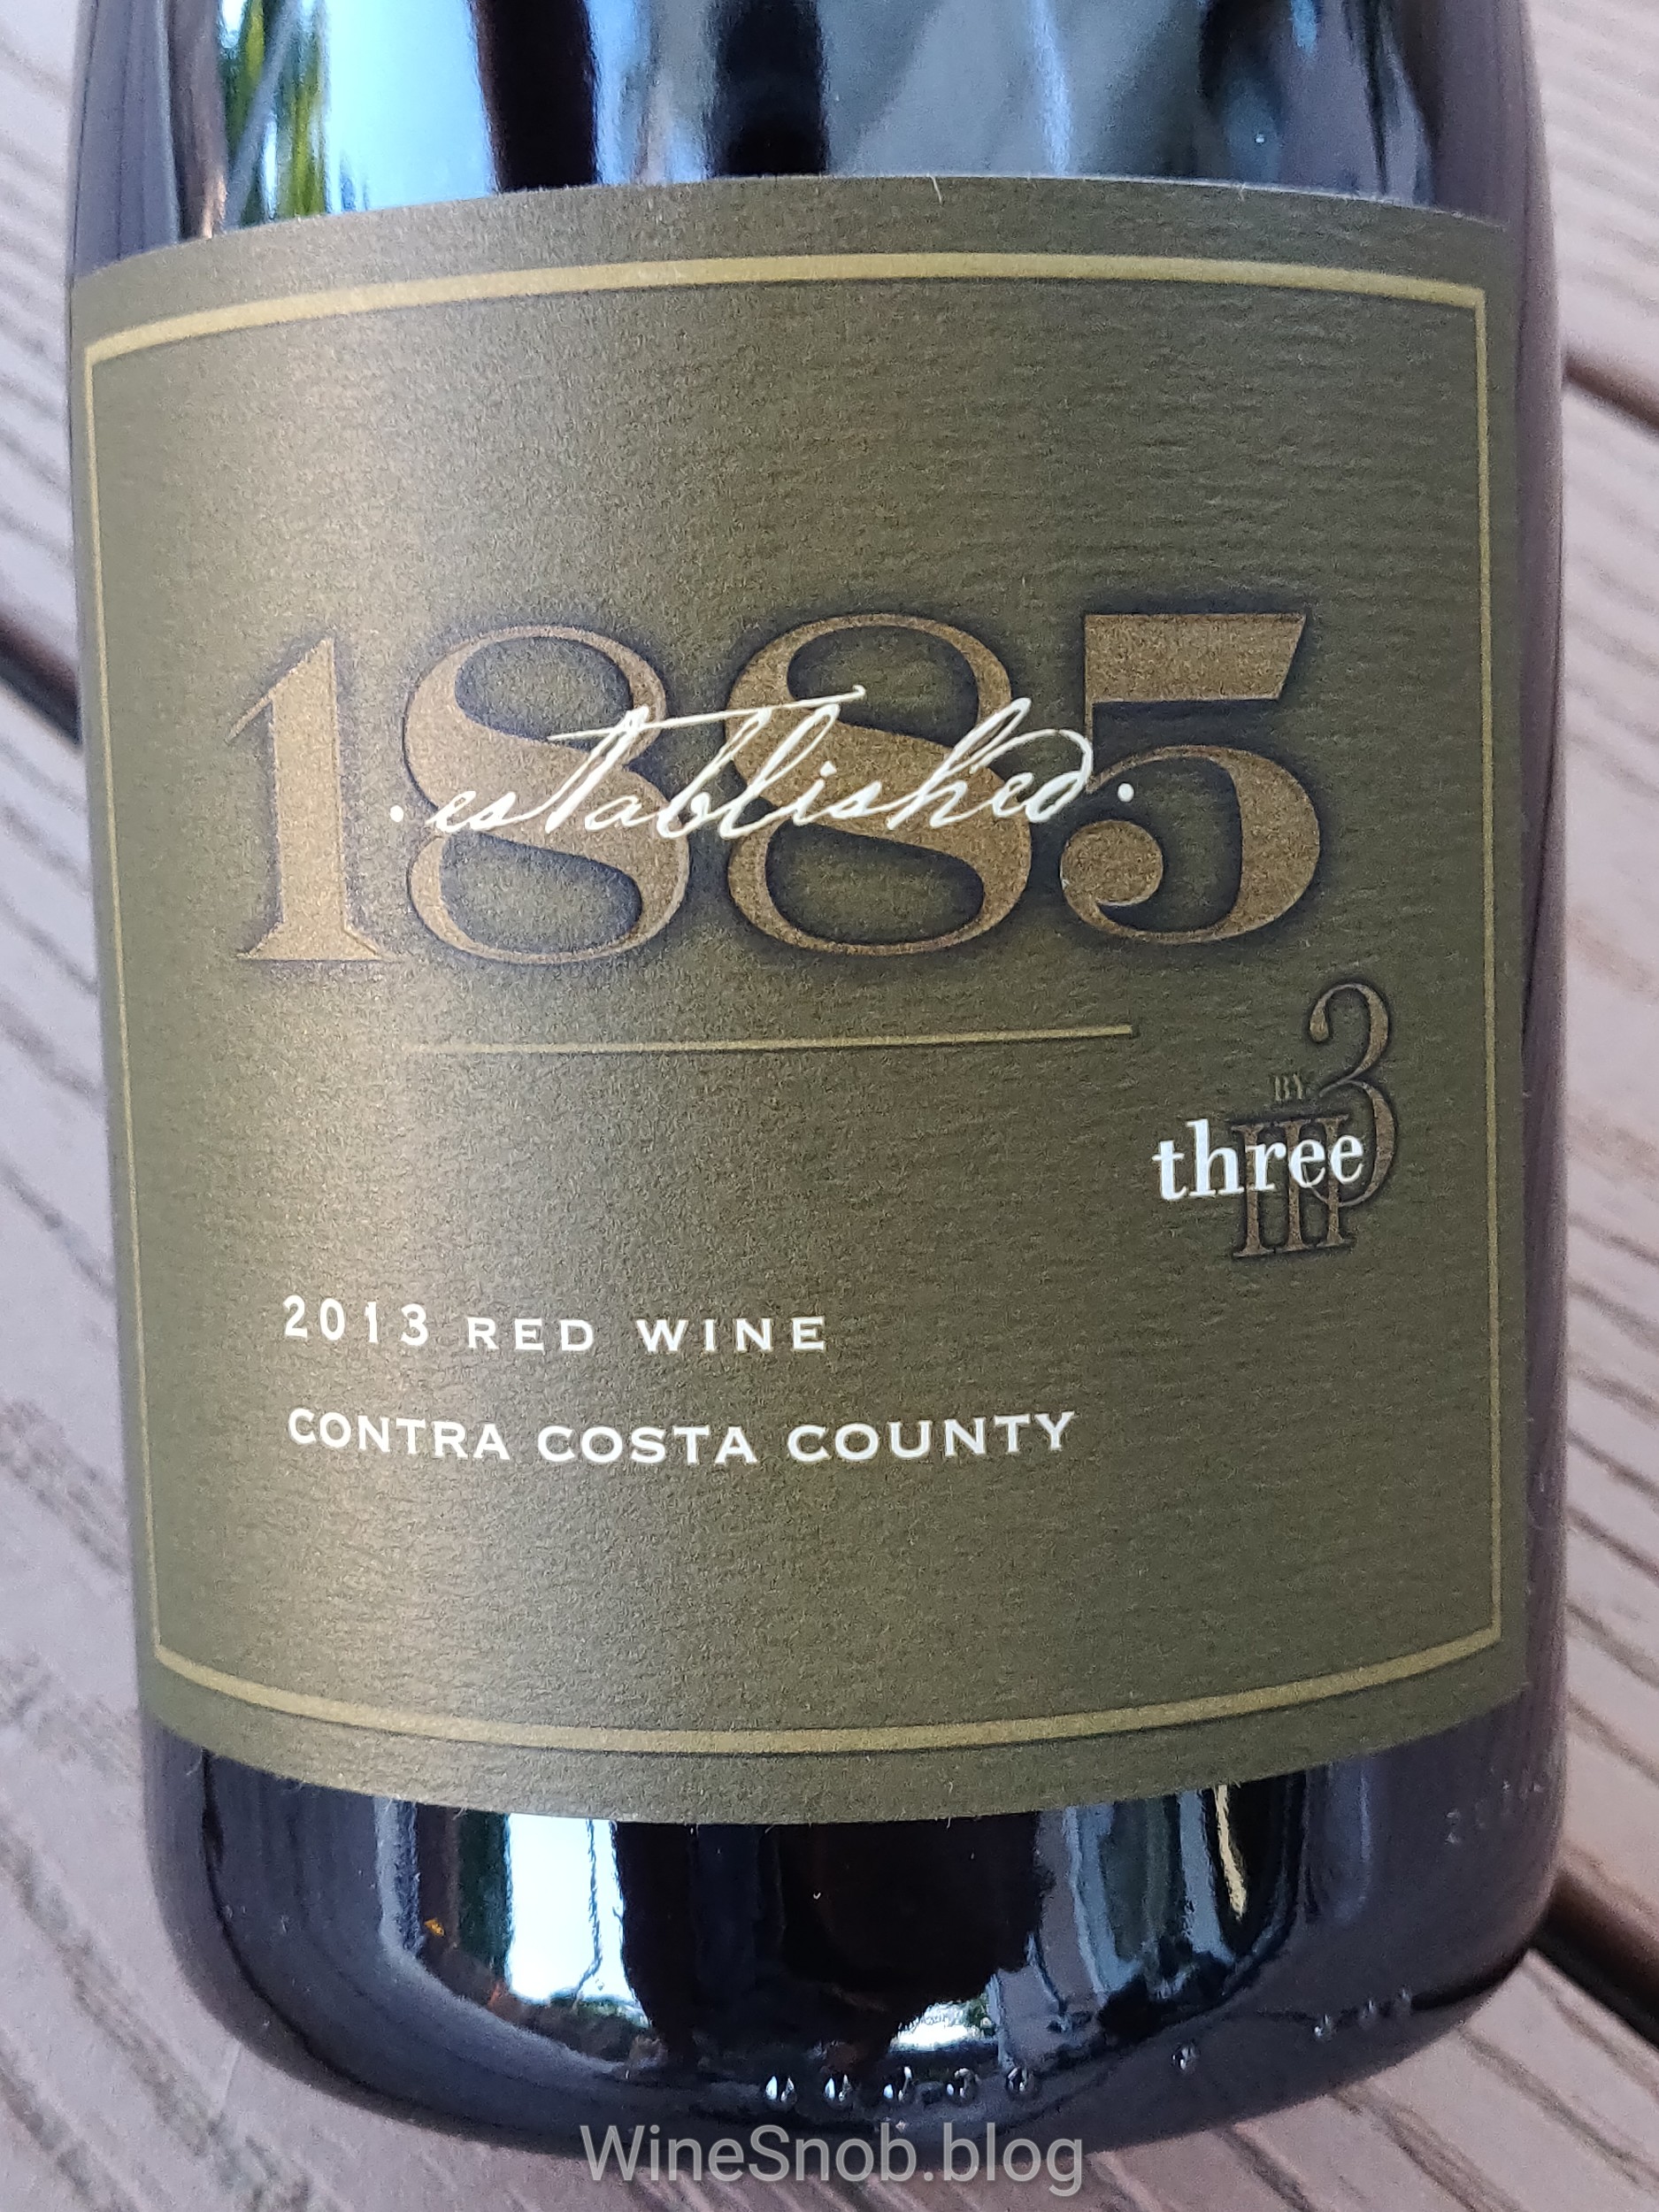 1885
·established·
BY 3
three
III
2013 RED WINE
CONTRA COSTA COUNTY
WineSnob.blog